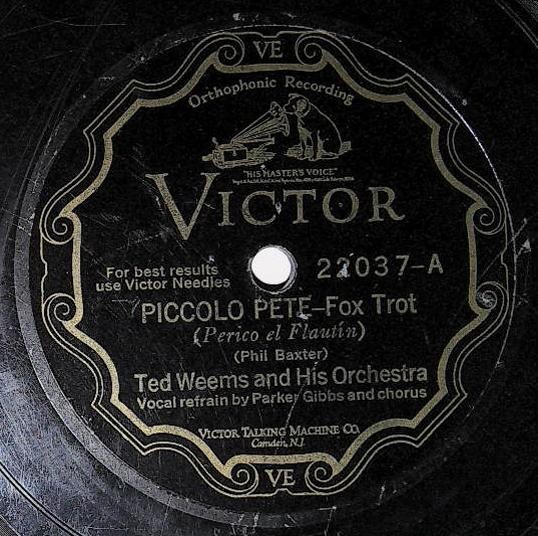 VE
Orthophonic Recording
"HIS MASTER'S VOICE"
VICTOR
For best results
use Victor Needles
22037-A
PICCOLO PETE-Fox Trot
(Perico el Flautín)
(Phil Baxter)
Ted Weems and His Orchestra
Vocal refrain by Parker Gibbs and chorus
VICTOR TALKING MACHINE CO.
Camden, N.J.
VE